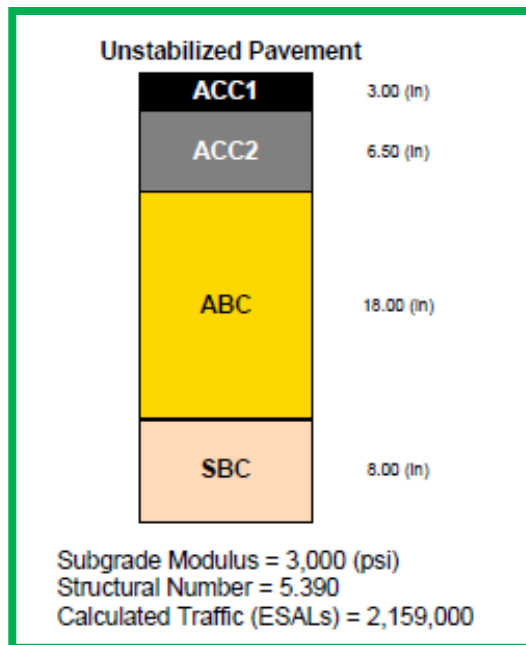 Unstabilized Pavement
ACC1 3.00 (in)
ACC2 6.50 (in)
ABC 18.00 (in)
SBC 8.00 (in)
Subgrade Modulus = 3,000 (psi)
Structural Number = 5.390
Calculated Traffic (ESALs) = 2,159,000